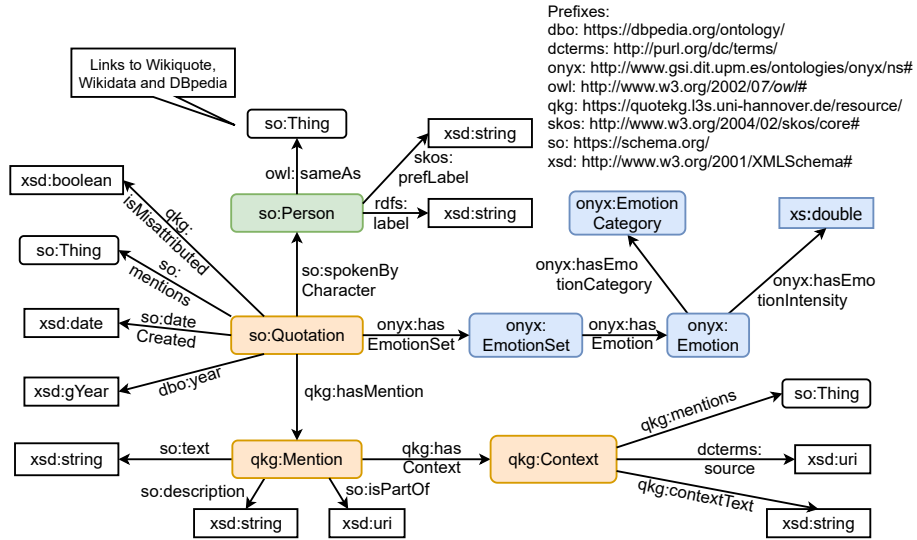 Prefixes:
dbo: https://dbpedia.org/ontology/
dcterms: http://purl.org/dc/terms/
onyx: http://www.gsi.dit.upm.es/ontologies/onyx/ns#
owl: http://www.w3.org/2002/07/owl#
qkg: https://quotekg.l3s.uni-hannover.de/resource/
skos: http://www.w3.org/2004/02/skos/core#
so: https://schema.org/
xsd: http://www.w3.org/2001/XMLSchema#
Links to Wikiquote,
Wikidata and DBpedia
so:Thing
xsd:string
owl: sameAs
skos:
prefLabel
xsd:boolean
qkg:
isMisattributed
so:Person
rdfs:
label
xsd:string
onyx:Emotion
Category
xs:double
so:Thing
so:
mentions
so:spokenBy
Character
onyx:hasEmo
tionCategory
onyx:hasEmo
tionIntensity
xsd:date
so:date
Created
so:Quotation
onyx:has
EmotionSet
onyx:
EmotionSet
onyx:has
Emotion
onyx:
Emotion
xsd:gYear
dbo:year
qkg:hasMention
so:Thing
qkg:mentions
xsd:string
so:text
qkg:Mention
qkg:has
Context
qkg:Context
dcterms:
source
xsd:uri
so:description
so:isPartOf
qkg:contextText
xsd:string
xsd:uri
xsd:string